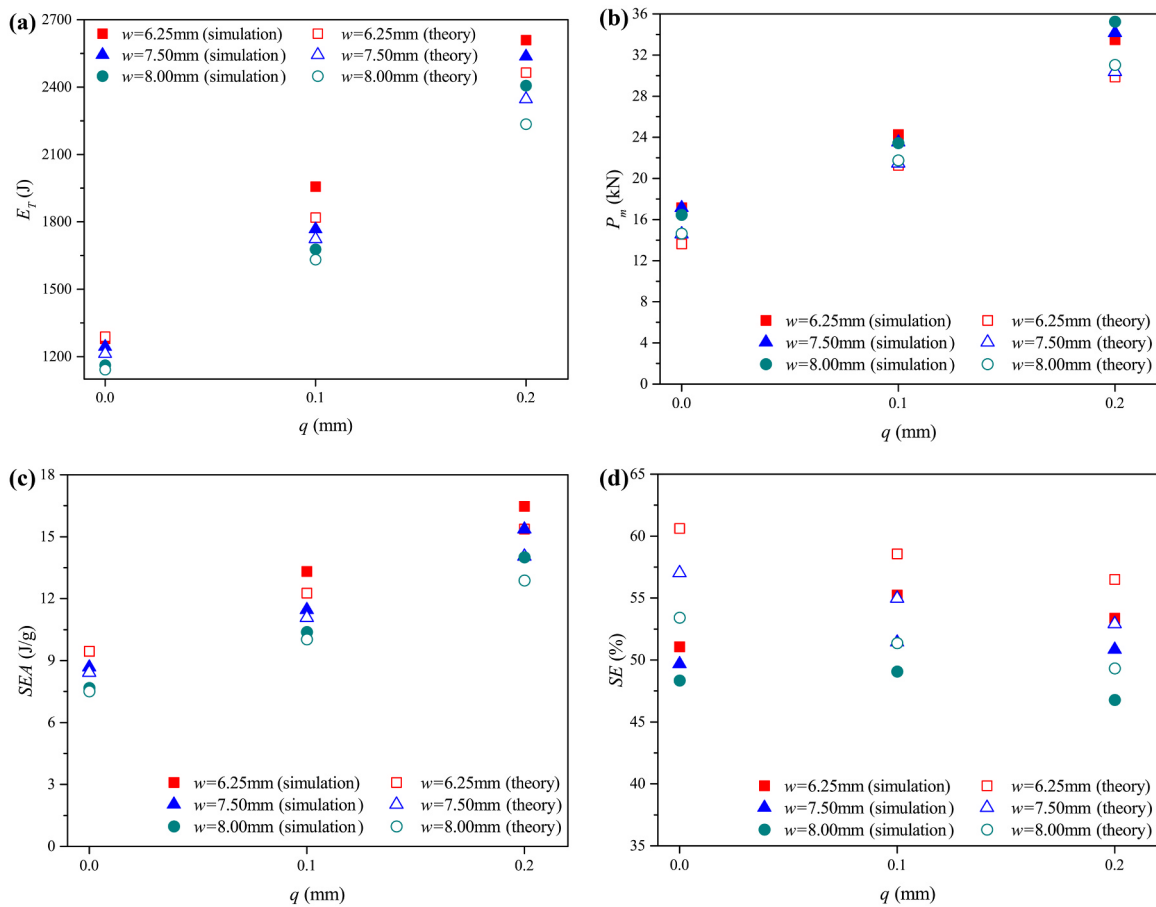 (a)
2700
2400
2100
1800
1500
1200
E_T (J)
w=6.25mm (simulation) w=6.25mm (theory)
w=7.50mm (simulation) w=7.50mm (theory)
w=8.00mm (simulation) w=8.00mm (theory)
0.0 0.1 0.2
q (mm)
(b)
36
32
28
24
20
16
12
8
4
0
P_m (kN)
w=6.25mm (simulation) w=6.25mm (theory)
w=7.50mm (simulation) w=7.50mm (theory)
w=8.00mm (simulation) w=8.00mm (theory)
0.0 0.1 0.2
q (mm)
(c)
18
15
12
9
6
3
0
SEA (J/g)
w=6.25mm (simulation) w=6.25mm (theory)
w=7.50mm (simulation) w=7.50mm (theory)
w=8.00mm (simulation) w=8.00mm (theory)
0.0 0.1 0.2
q (mm)
(d)
65
60
55
50
45
40
35
SE (%)
w=6.25mm (simulation) w=6.25mm (theory)
w=7.50mm (simulation) w=7.50mm (theory)
w=8.00mm (simulation) w=8.00mm (theory)
0.0 0.1 0.2
q (mm)